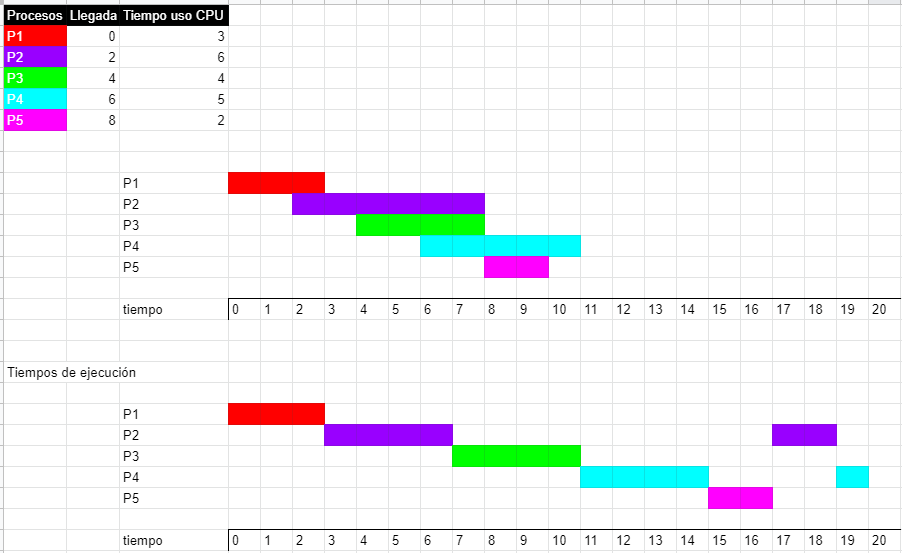 Procesos Llegada Tiempo uso CPU
P1 0 3
P2 2 6
P3 4 4
P4 6 5
P5 8 2
P1
P2
P3
P4
P5
tiempo 0 1 2 3 4 5 6 7 8 9 10 11 12 13 14 15 16 17 18 19 20
Tiempos de ejecución
P1
P2
P3
P4
P5
tiempo 0 1 2 3 4 5 6 7 8 9 10 11 12 13 14 15 16 17 18 19 20